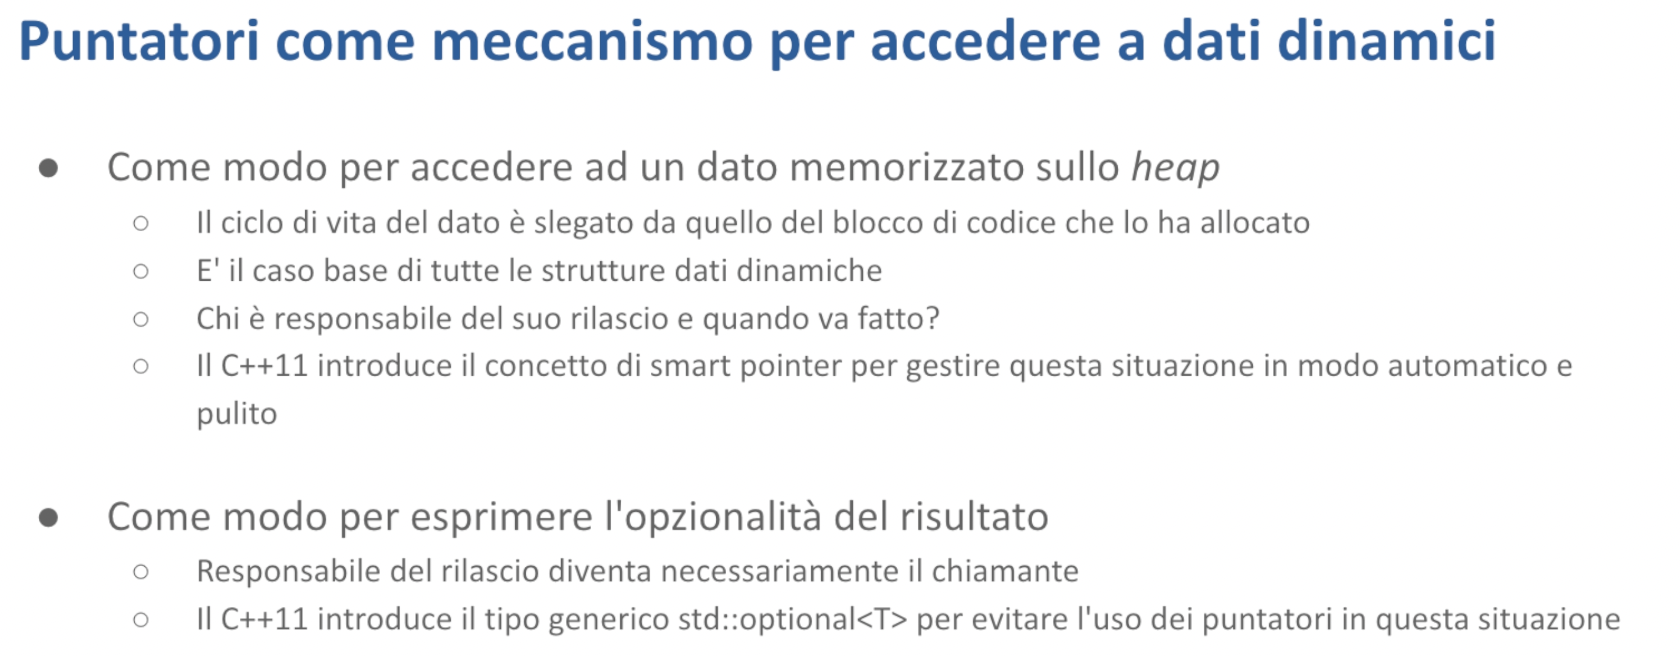 Puntatori come meccanismo per accedere a dati dinamici
● Come modo per accedere ad un dato memorizzato sullo heap
○ Il ciclo di vita del dato è slegato da quello del blocco di codice che lo ha allocato
○ E' il caso base di tutte le strutture dati dinamiche
○ Chi è responsabile del suo rilascio e quando va fatto?
○ Il C++11 introduce il concetto di smart pointer per gestire questa situazione in modo automatico e
pulito
● Come modo per esprimere l'opzionalità del risultato
○ Responsabile del rilascio diventa necessariamente il chiamante
○ Il C++11 introduce il tipo generico std::optional<T> per evitare l'uso dei puntatori in questa situazione